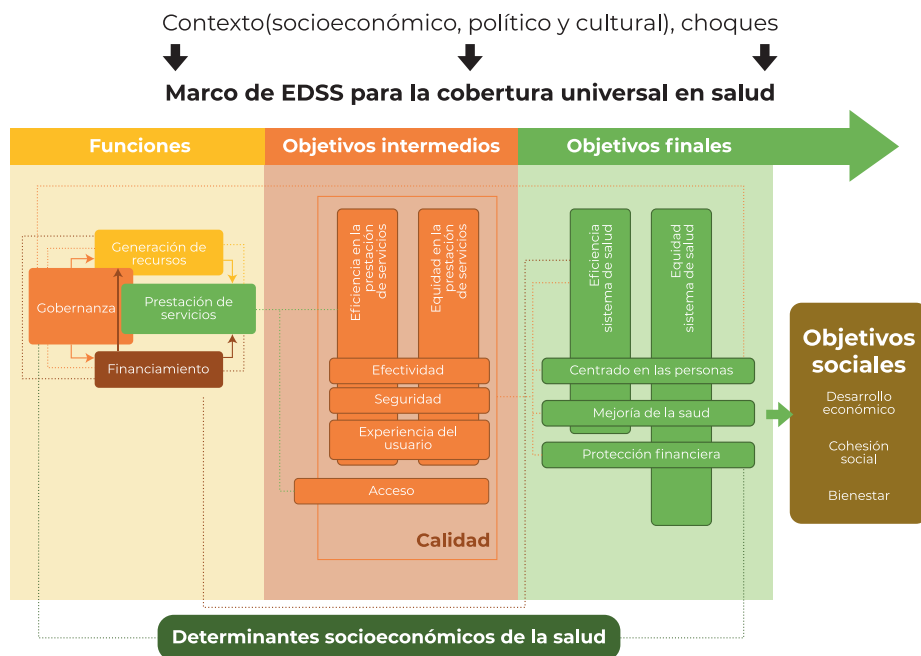 Contexto(socioeconómico, político y cultural), choques
Marco de EDSS para la cobertura universal en salud
Funciones
Objetivos intermedios
Objetivos finales
Generación de
recursos
Gobernanza
Prestación de
servicios
Financiamiento
Eficiencia en la
prestación
de servicios
Equidad en la
prestación
de servicios
Efectividad
Seguridad
Experiencia del
usuario
Acceso
Calidad
Eficiencia
sistema de salud
Equidad
sistema de salud
Centrado en las personas
Mejoría de la saud
Protección financiera
Objetivos
sociales
Desarrollo
económico
Cohesión
social
Bienestar
Determinantes socioeconómicos de la salud